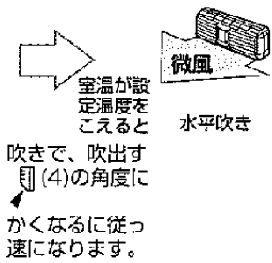 室温が設
定温度を
こえると
微風
水平吹き
吹きで、吹出す
(4)の角度に
かくなるに従っ
速になります。